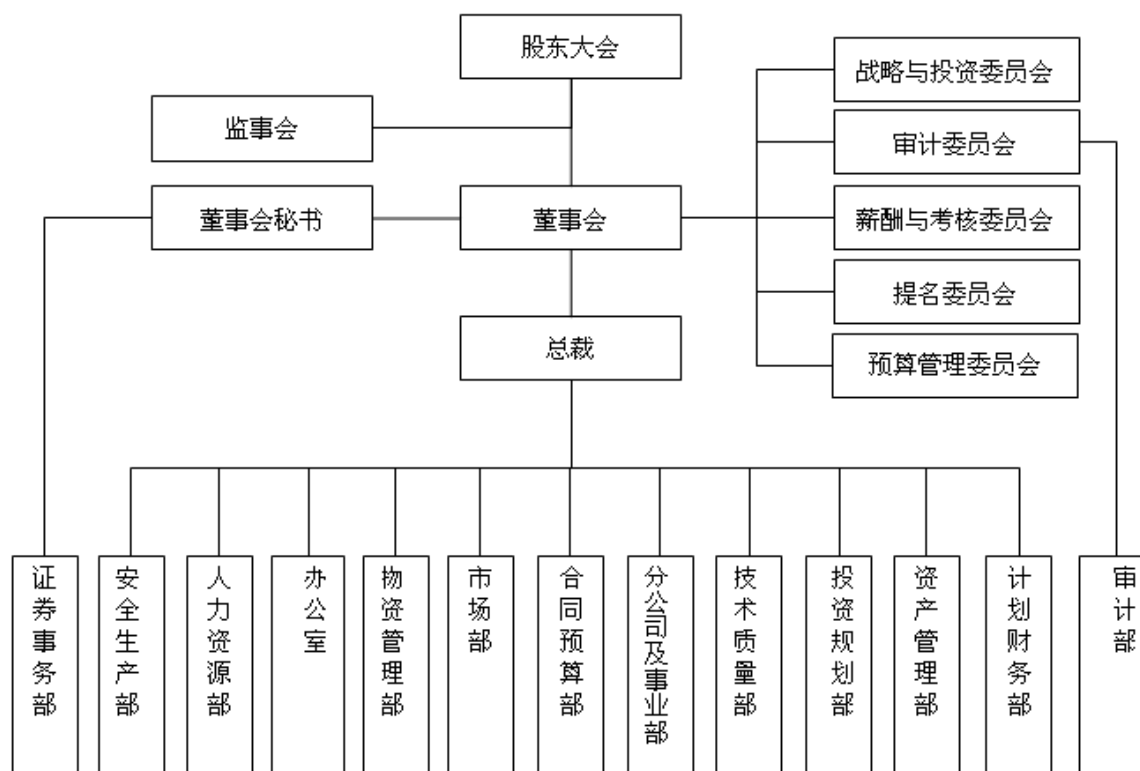 股东大会
战略与投资委员会
监事会
审计委员会
董事会秘书
董事会
薪酬与考核委员会
提名委员会
总裁
预算管理委员会
证券事务部
安全生产部
人力资源部
办公室
物资管理部
市场部
合同预算部
分公司及事业部
技术质量部
投资规划部
资产管理部
计划财务部
审计部